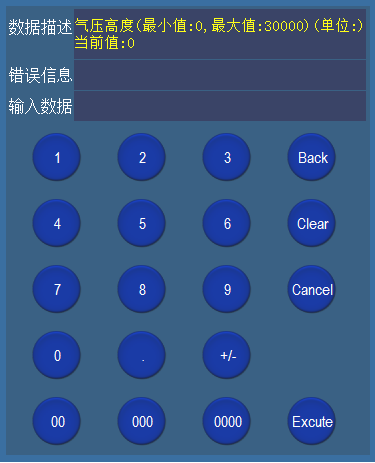 数据描述 气压高度(最小值:0,最大值:30000)(单位:)
当前值:0
错误信息
输入数据
1 2 3 Back
4 5 6 Clear
7 8 9 Cancel
0 . +/-
00 000 0000 Excute